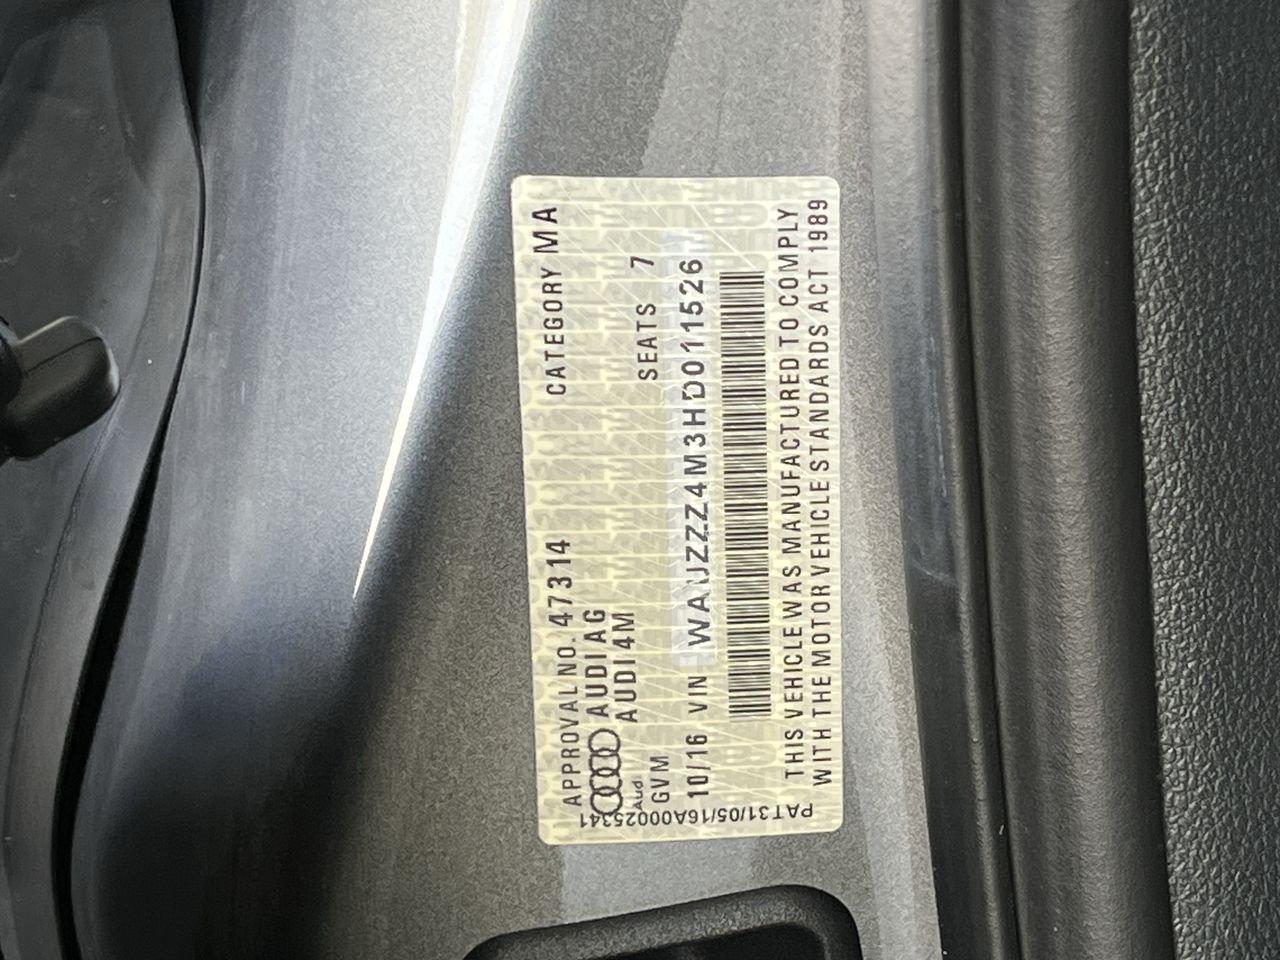 APPROVAL NO. 47314 CATEGORY MA
AUDI AG
AUDI 4M
Audi
GVM SEATS 7
10/16 VIN WAUZZZ4M3HD011526
THIS VEHICLE WAS MANUFACTURED TO COMPLY
WITH THE MOTOR VEHICLE STANDARDS ACT 1989
PAT31/05/16A00025341